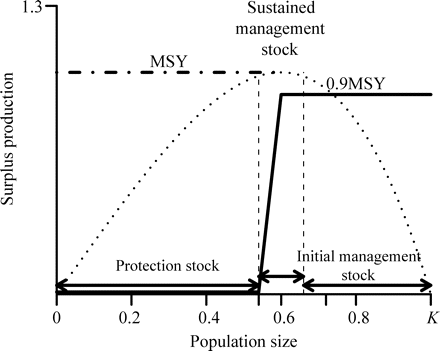 1.3
Sustained
management
stock
MSY
0.9MSY
Surplus production
Protection stock
Initial management
stock
0
0.2
0.4
0.6
0.8
K
Population size